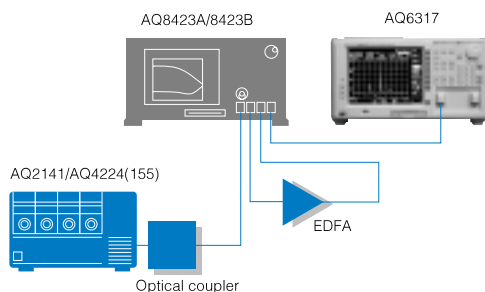 AQ8423A/8423B
AQ6317
AQ2141/AQ4224(155)
EDFA
Optical coupler